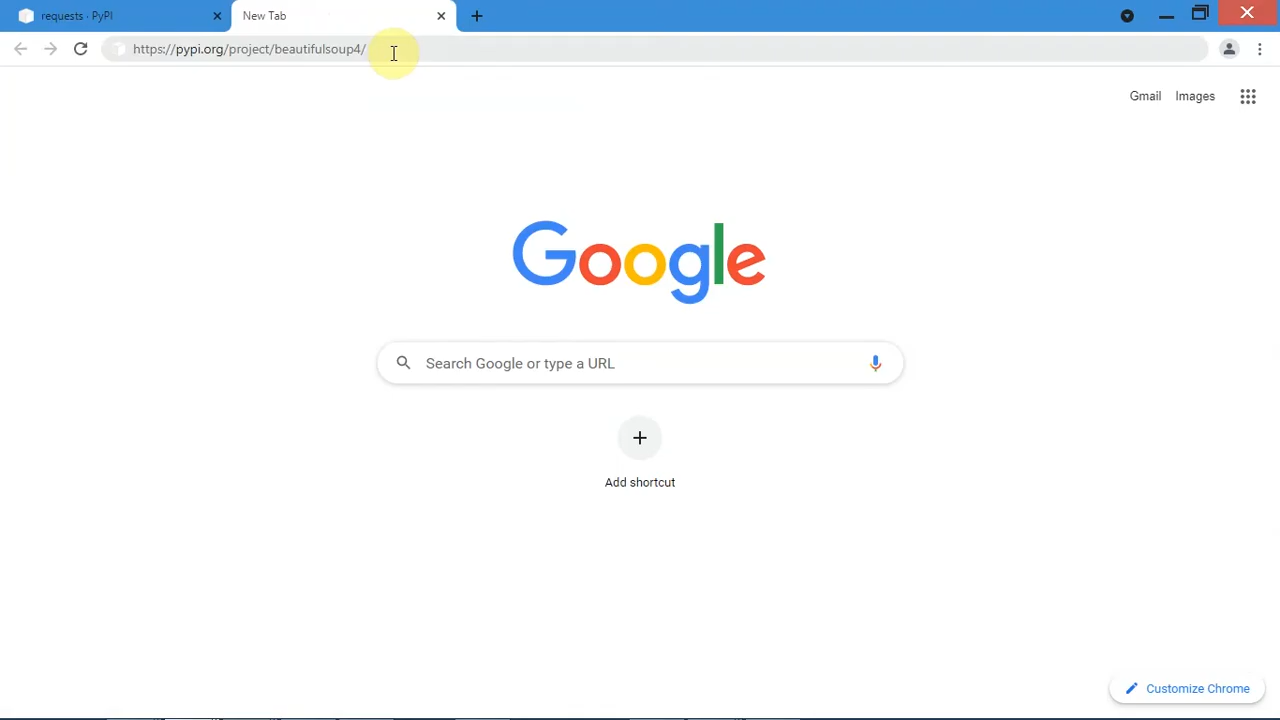 requests · PyPI
New Tab
https://pypi.org/project/beautifulsoup4/
Gmail
Images
Google
Search Google or type a URL
Add shortcut
Customize Chrome